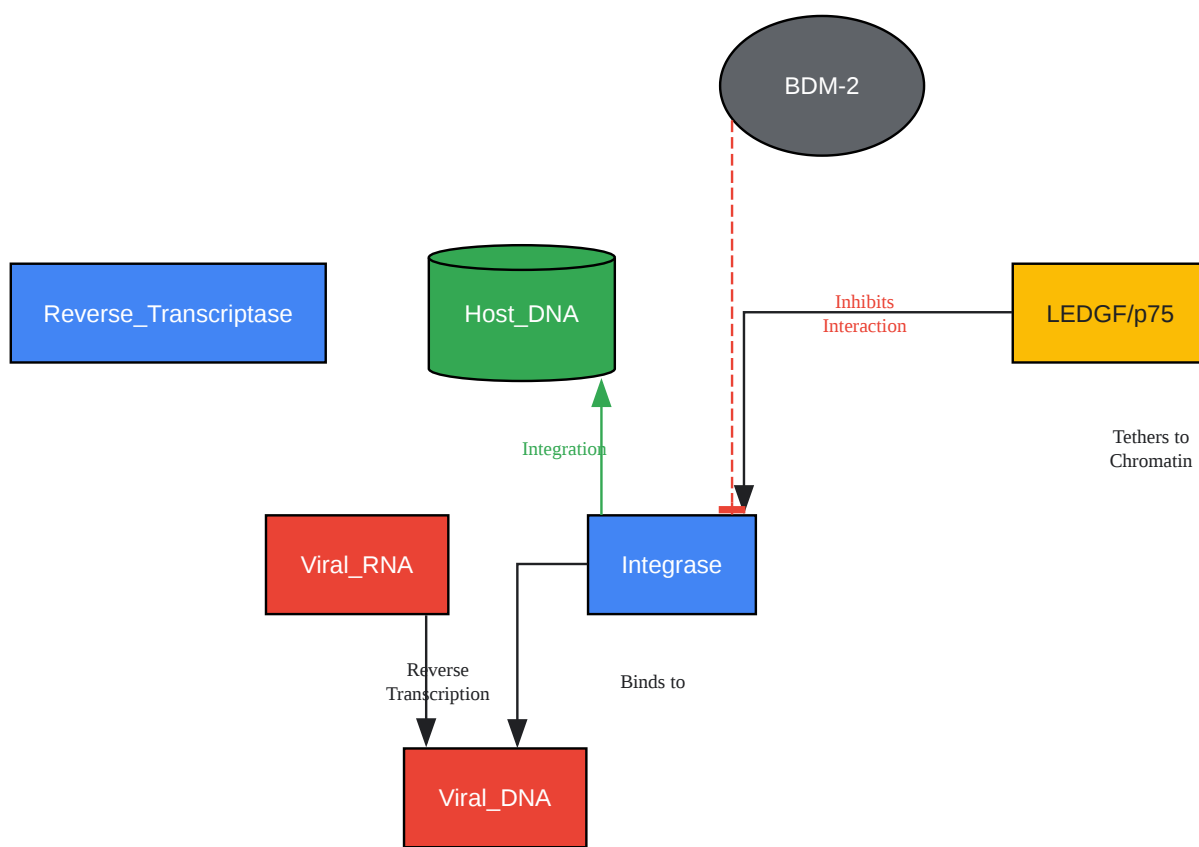 BDM-2
Reverse_Transcriptase
Host_DNA
Inhibits
Interaction
LEDGF/p75
Integration
Tethers to
Chromatin
Viral_RNA
Integrase
Reverse
Transcription
Binds to
Viral_DNA